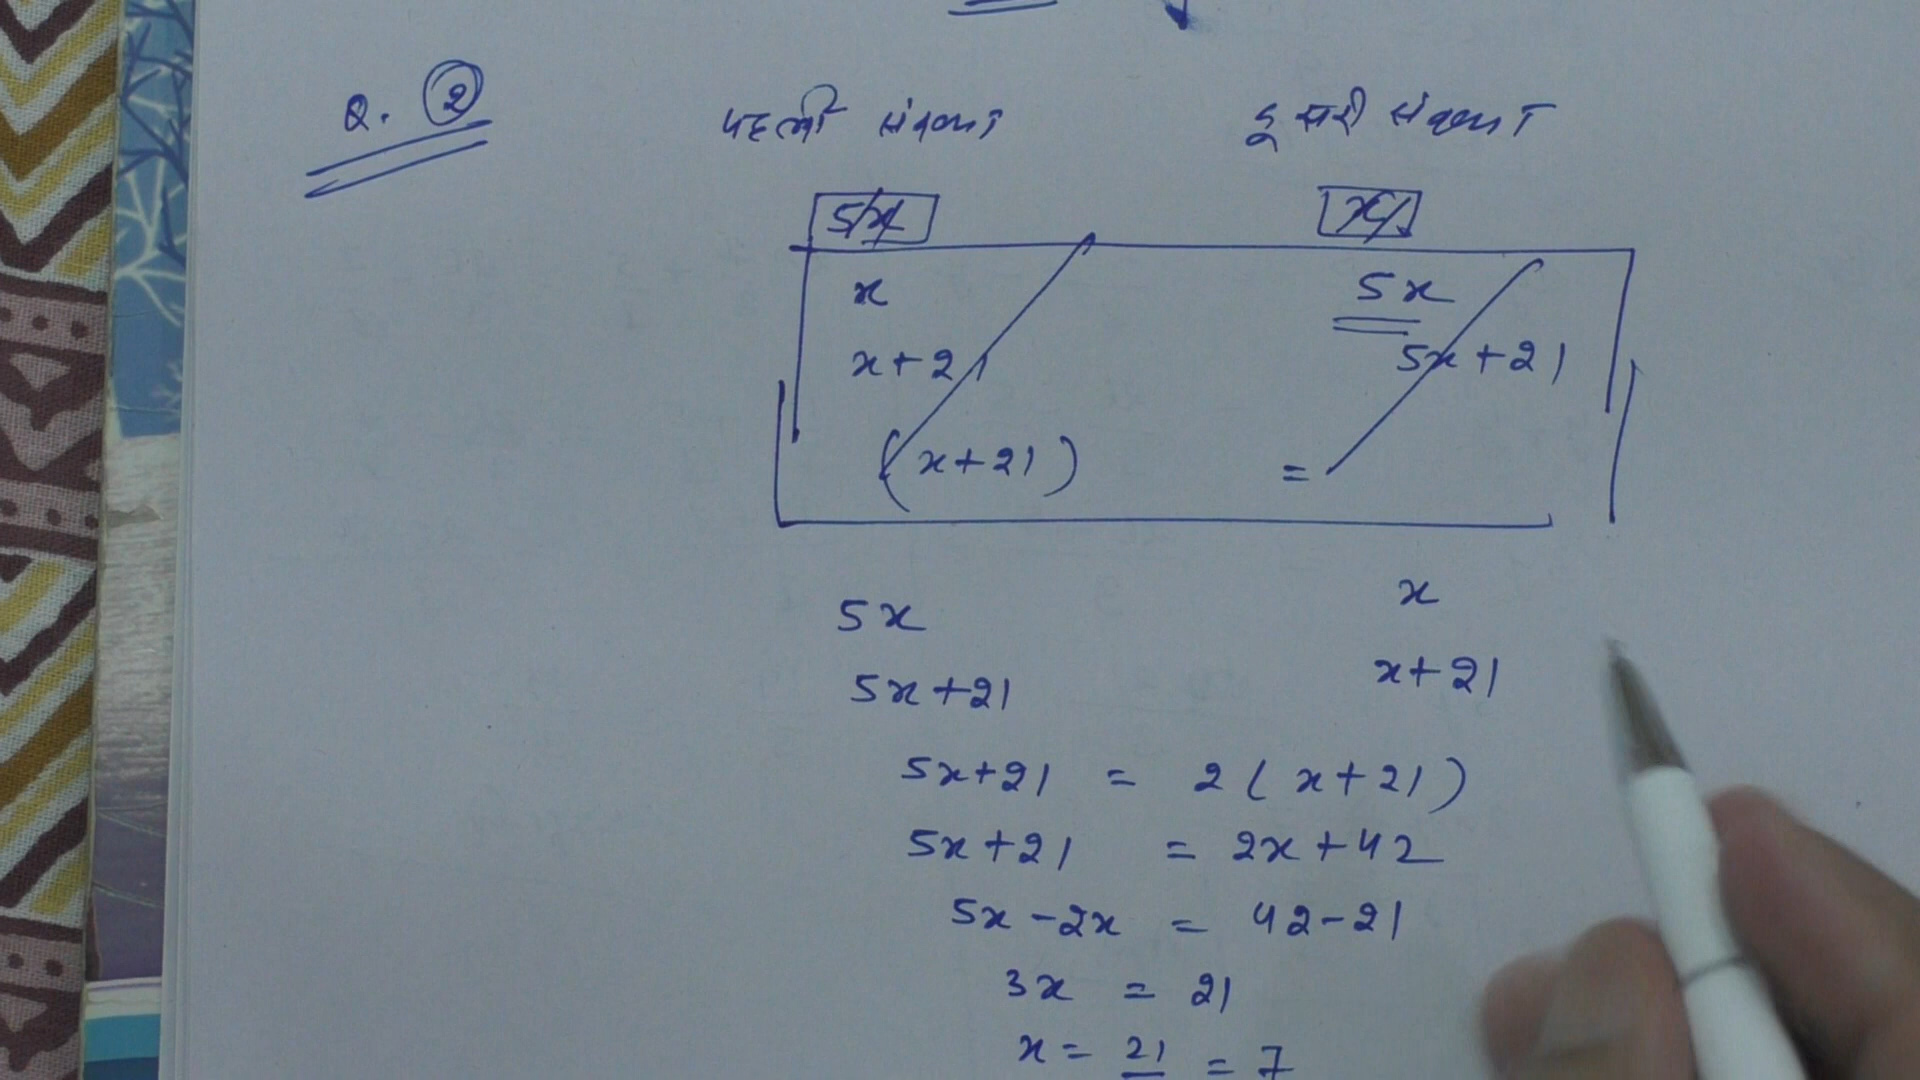 Q. 2 पहली संख्या दूसरी संख्या
5x x
x 5x
x+21 5x+21
(x+21) =
5x x
5x+21 x+21
5x+21 = 2(x+21)
5x+21 = 2x+42
5x-2x = 42-21
3x = 21
x = 21 = 7